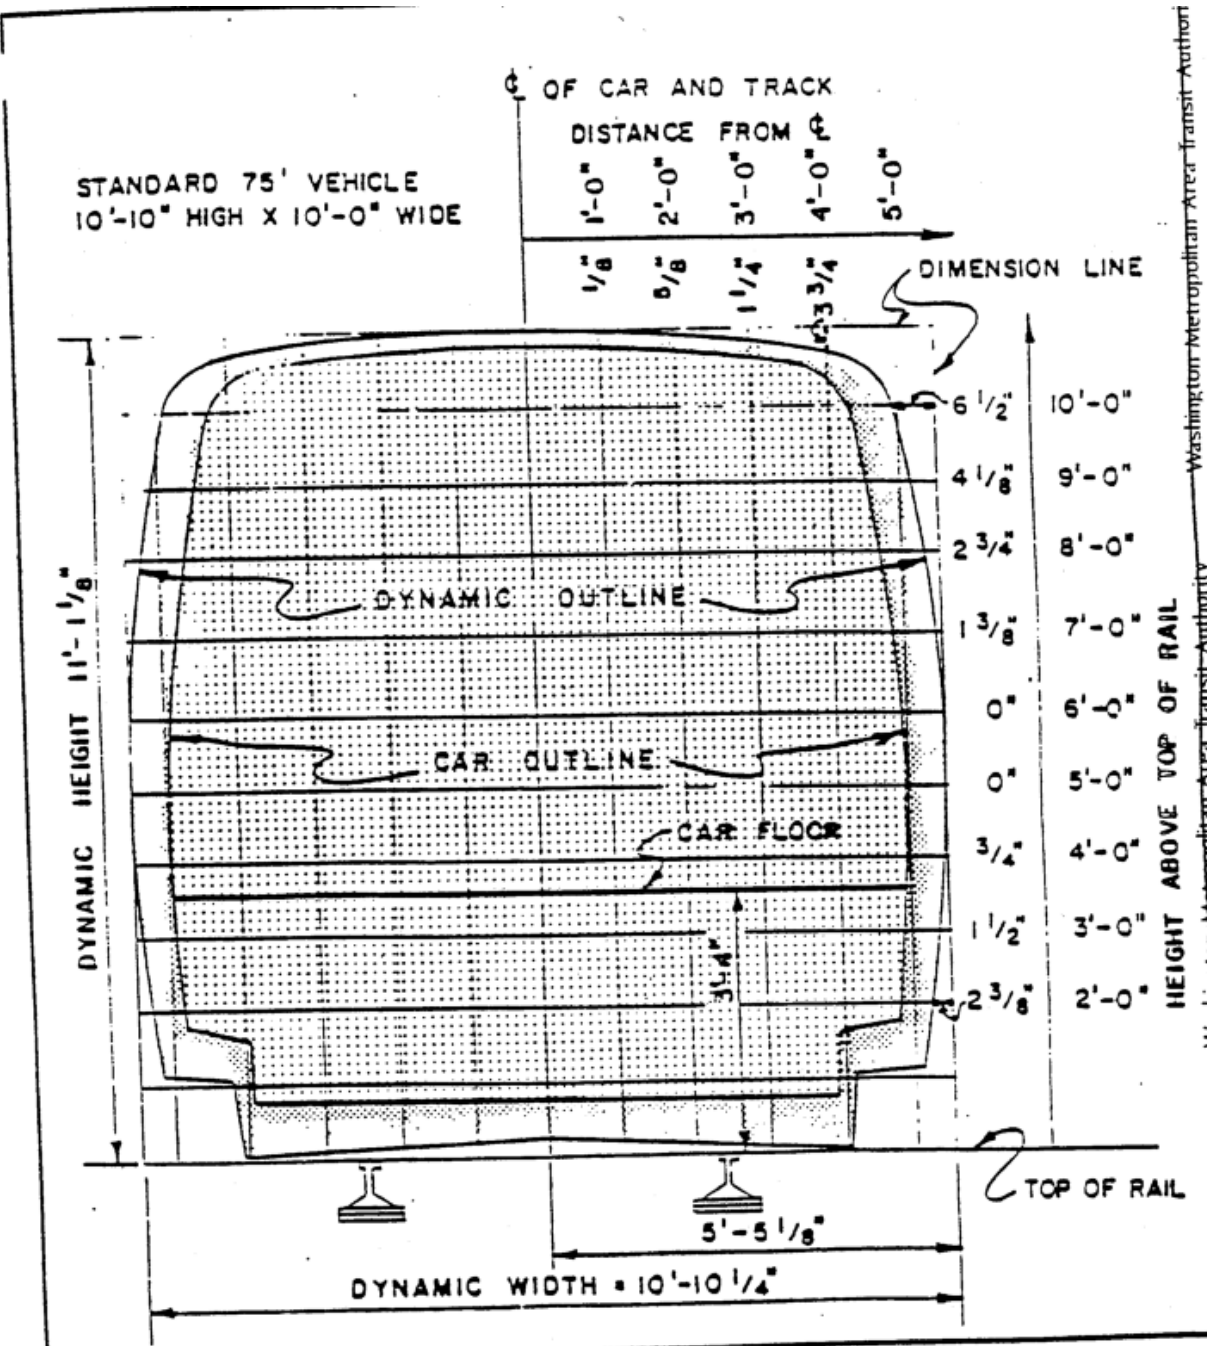 ℄ OF CAR AND TRACK
DISTANCE FROM ℄
STANDARD 75' VEHICLE
10'-10" HIGH X 10'-0" WIDE
1'-0" 2'-0" 3'-0" 4'-0" 5'-0"
1/8" 5/8" 1 1/4" 3 3/4"
DIMENSION LINE
6 1/2" 10'-0"
4 1/8" 9'-0"
2 3/4" 8'-0"
DYNAMIC OUTLINE
1 3/8" 7'-0"
0" 6'-0"
CAR OUTLINE
0" 5'-0"
CAR FLOOR
3/4" 4'-0"
1 1/2" 3'-0"
2 3/8" 2'-0"
DYNAMIC HEIGHT 11'-1 1/8"
HEIGHT ABOVE TOP OF RAIL
TOP OF RAIL
5'-5 1/8"
DYNAMIC WIDTH = 10'-10 1/4"
Washington Metropolitan Area Transit Authori
Metropolitan Area Transit Authority